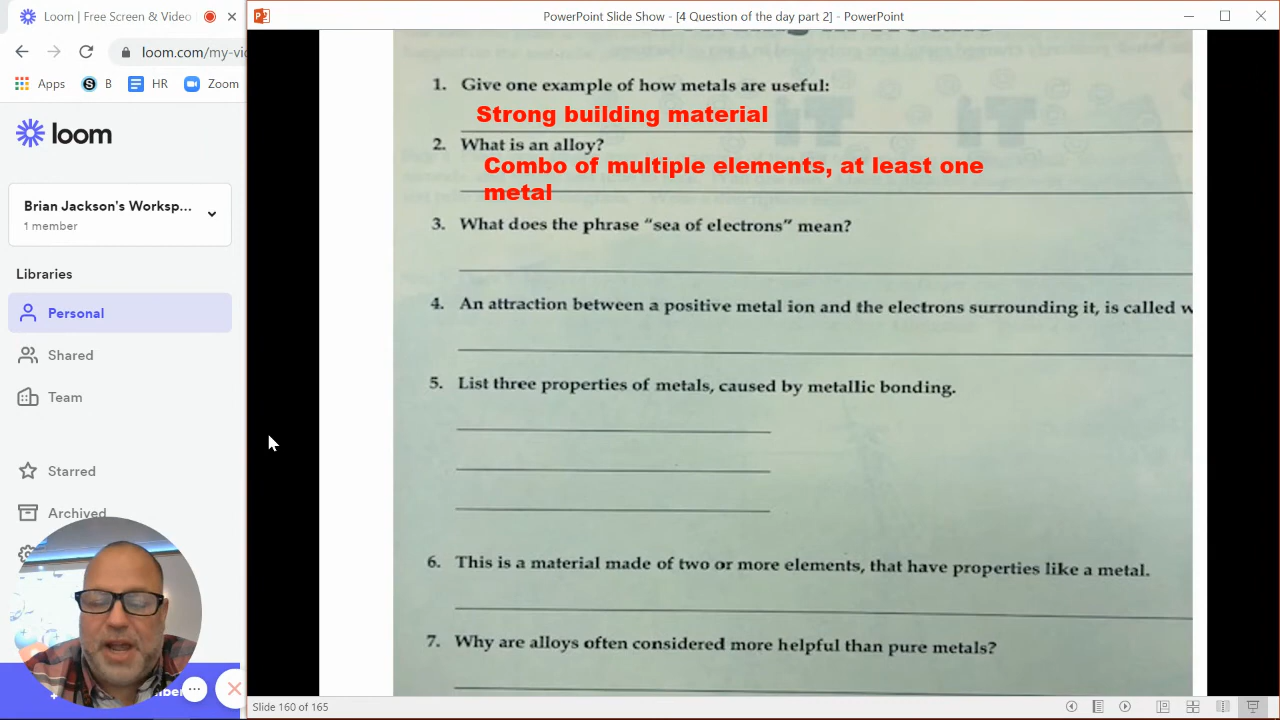 Loom | Free Screen & Video
PowerPoint Slide Show - [4 Question of the day part 2] - PowerPoint
loom.com/my-vi
Apps
S
B
HR
Zoom
loom
Brian Jackson's Worksp...
1 member
Libraries
Personal
Shared
Team
Starred
Archived
1. Give one example of how metals are useful:
Strong building material
2. What is an alloy?
Combo of multiple elements, at least one
metal
3. What does the phrase “sea of electrons” mean?
4. An attraction between a positive metal ion and the electrons surrounding it, is called w
5. List three properties of metals, caused by metallic bonding.
6. This is a material made of two or more elements, that have properties like a metal.
7. Why are alloys often considered more helpful than pure metals?
Slide 160 of 165